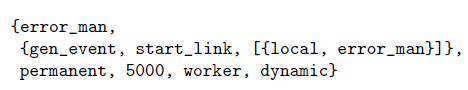 {error_man,
{gen_event, start_link, [{local, error_man}]},
permanent, 5000, worker, dynamic}